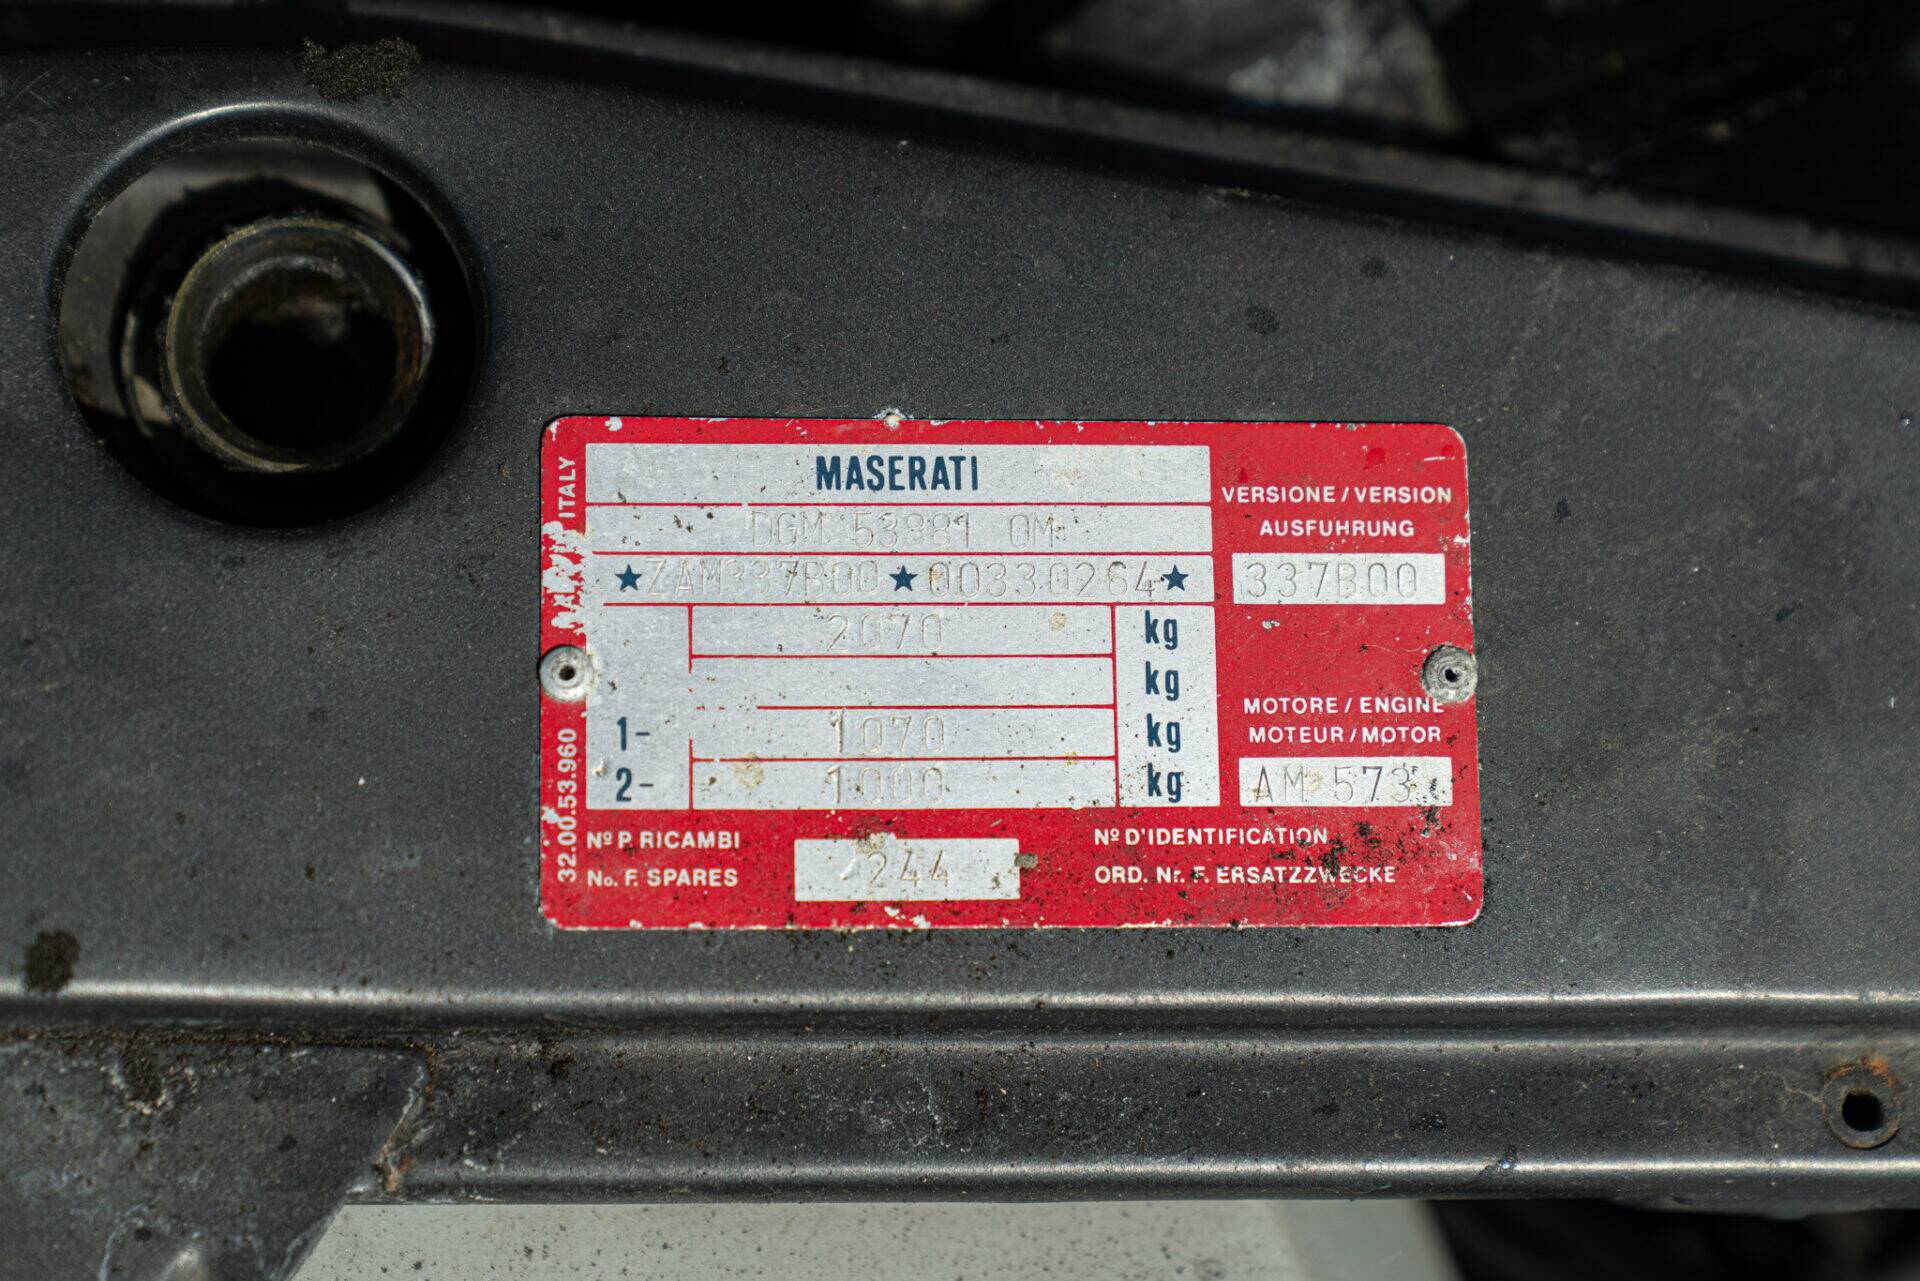 MASERATI
DGM 53881 OM
★ZAM337B00★00330264★
2070 kg
kg
1- 1070 kg
2- 1000 kg
VERSIONE / VERSION
AUSFUHRUNG
337B00
MOTORE / ENGINE
MOTEUR / MOTOR
AM 573
Nº P. RICAMBI
No. F. SPARES
244
Nº D'IDENTIFICATION
ORD. Nr. F. ERSATZZWECKE
32.00.53.960
ITALY